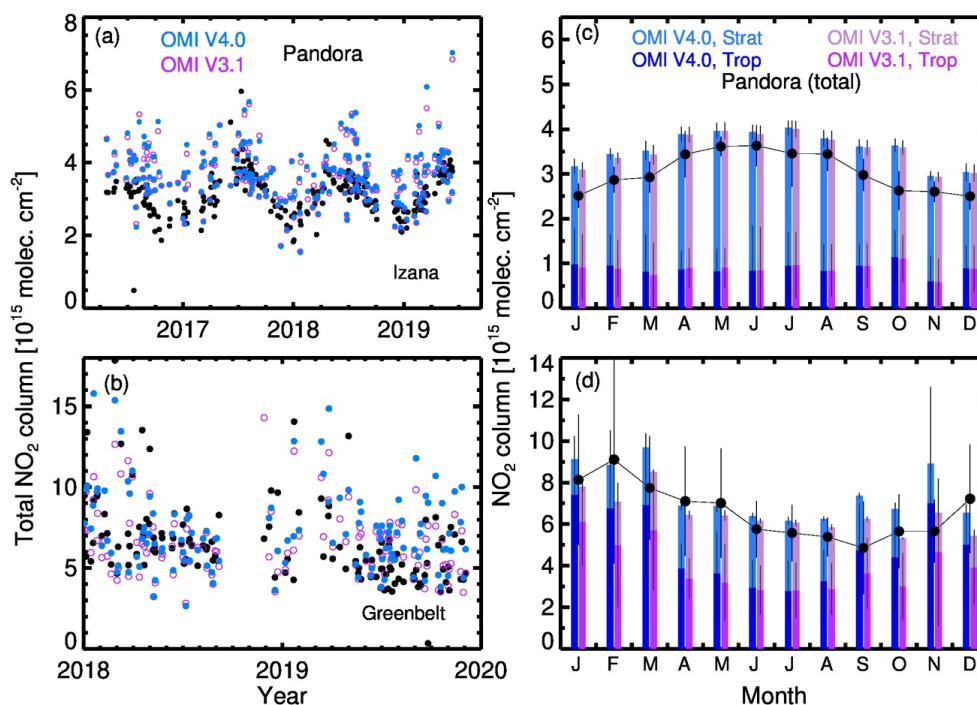 (a)
OMI V4.0
OMI V3.1
Pandora
Izana
8
6
4
2
0
2017 2018 2019
(b)
Greenbelt
15
10
5
0
2018 2019 2020
Year
Total NO2 column [10^15 molec. cm^-2]
(c)
OMI V4.0, Strat OMI V3.1, Strat
OMI V4.0, Trop OMI V3.1, Trop
Pandora (total)
6
5
4
3
2
1
0
J F M A M J J A S O N D
(d)
14
12
10
8
6
4
2
0
J F M A M J J A S O N D
Month
NO2 column [10^15 molec. cm^-2]